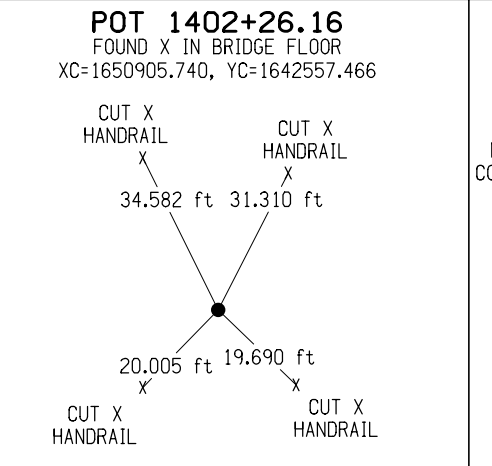 POT 1402+26.16
FOUND X IN BRIDGE FLOOR
XC=1650905.740, YC=1642557.466
CUT X
HANDRAIL
X
CUT X
HANDRAIL
X
34.582 ft
31.310 ft
20.005 ft
19.690 ft
X
CUT X
HANDRAIL
X
CUT X
HANDRAIL